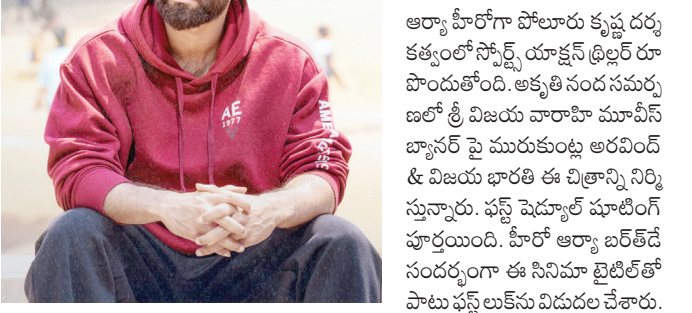 AE
1977
ఆర్యా హీరోగా పోలూరు కృష్ణ దర్శ
కత్వంలో స్పోర్ట్స్ యాక్షన్ థ్రిల్లర్ రూ
పొందుతోంది. అకృతి నంద సమర్ప
ణలో శ్రీ విజయ వారాహి మూవీస్
బ్యానర్ పై మురుకుంట్ల అరవింద్
& విజయ భారతి ఈ చిత్రాన్ని నిర్మి
స్తున్నారు. ఫస్ట్ షెడ్యూల్ షూటింగ్
పూర్తయింది. హీరో ఆర్యా బర్త్‌డే
సందర్భంగా ఈ సినిమా టైటిల్‌తో
పాటు ఫస్ట్ లుక్‌ను విడుదల చేశారు.